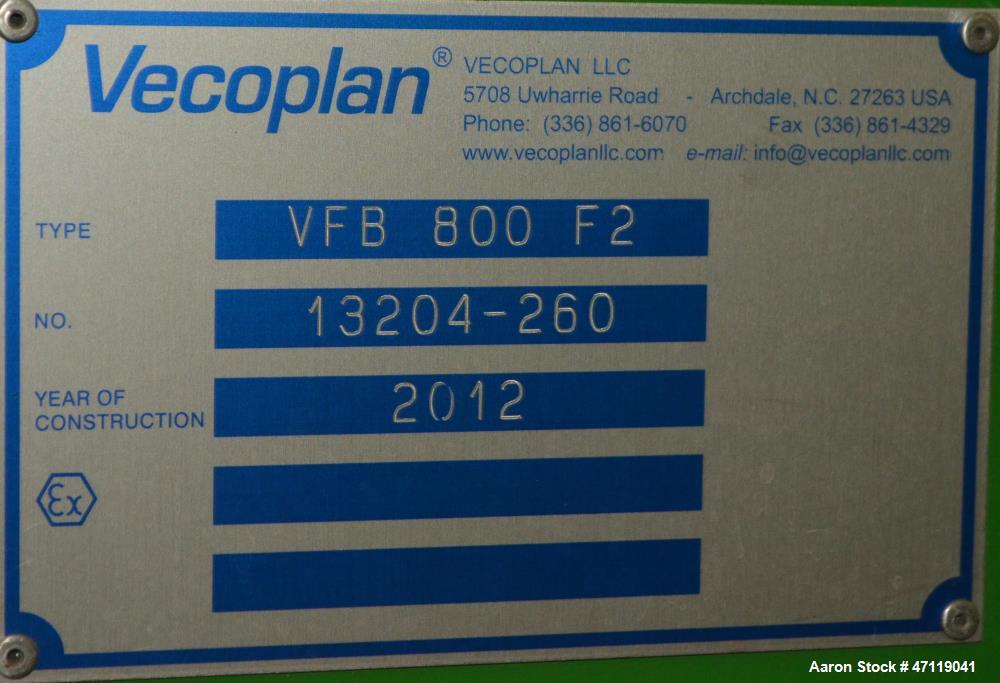 Vecoplan®
VECOPLAN LLC
5708 Uwharrie Road - Archdale, N.C. 27263 USA
Phone: (336) 861-6070 Fax (336) 861-4329
www.vecoplanllc.com e-mail: info@vecoplanllc.com
TYPE VFB 800 F2
NO. 13204-260
YEAR OF
CONSTRUCTION 2012
Ex
Aaron Stock # 47119041